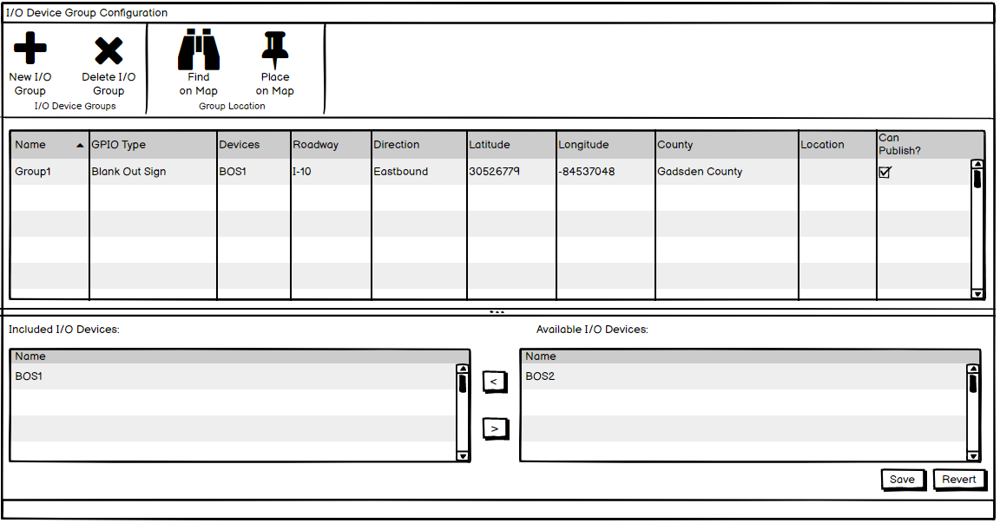 I/O Device Group Configuration
New I/O Group
Delete I/O Group
Find on Map
Place on Map
I/O Device Groups
Group Location
Name GPIO Type Devices Roadway Direction Latitude Longitude County Location Can Publish?
Group1 Blank Out Sign BOS1 I-10 Eastbound 30526779 -84537048 Gadsden County
Included I/O Devices:
Available I/O Devices:
Name
BOS1
<
>
Name
BOS2
Save
Revert